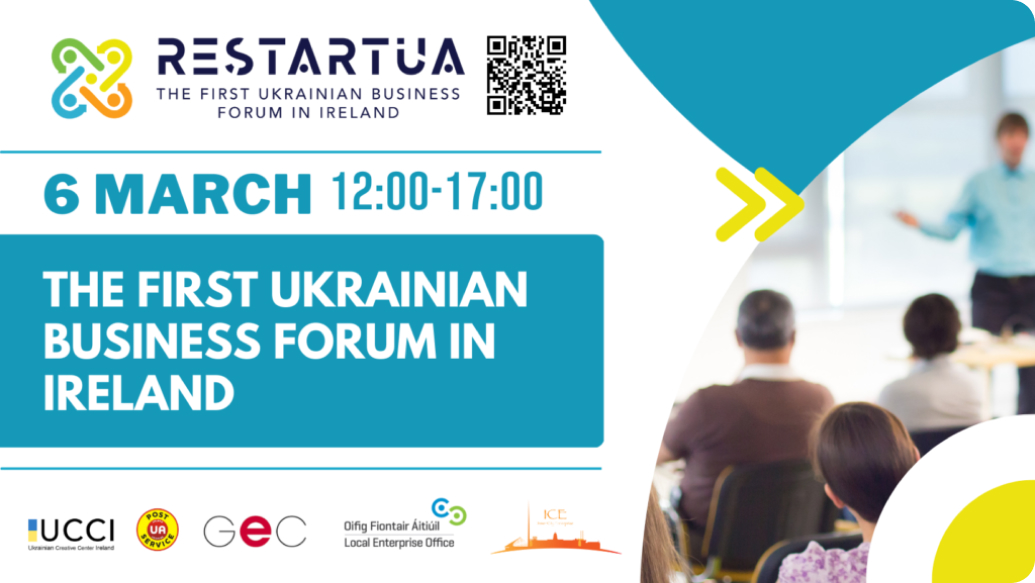 RESTARTUA
THE FIRST UKRAINIAN BUSINESS
FORUM IN IRELAND
6 MARCH 12:00-17:00
THE FIRST UKRAINIAN
BUSINESS FORUM IN
IRELAND
UCCI
Ukrainian Creative Center Ireland
POST
UA
SERVICE
GEC
Oifig Fiontair Áitiúil
Local Enterprise Office
ICE